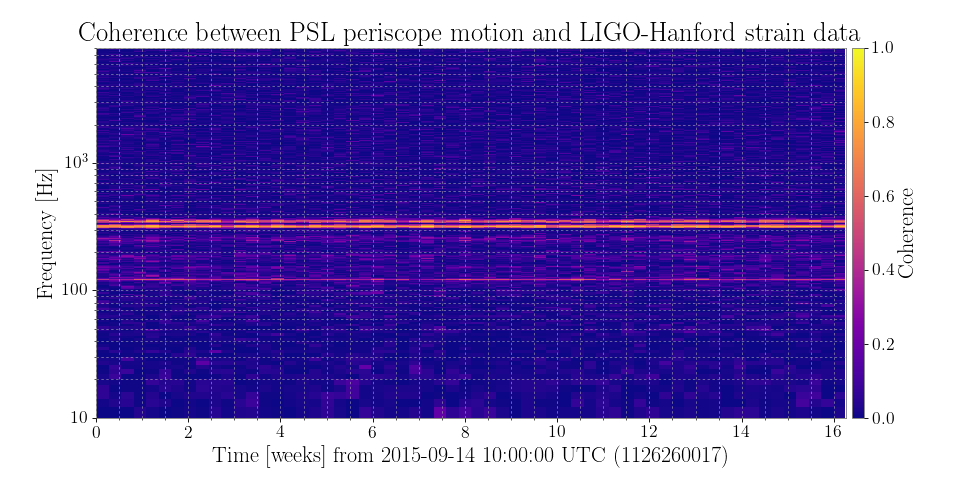 Coherence between PSL periscope motion and LIGO-Hanford strain data
Frequency [Hz]
10³
100
10
0 2 4 6 8 10 12 14 16
Time [weeks] from 2015-09-14 10:00:00 UTC (1126260017)
1.0
0.8
0.6
0.4
0.2
0.0
Coherence